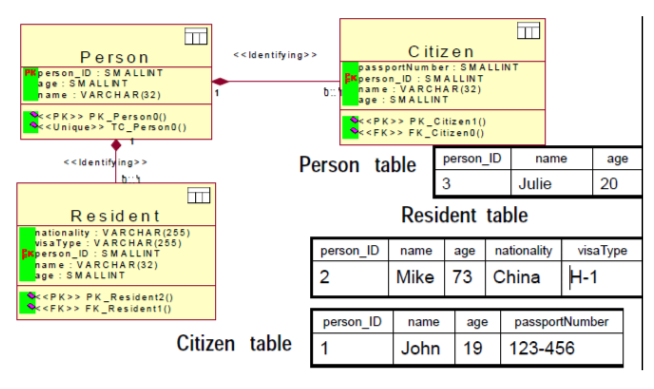 Person
PK person_ID : SMALLINT
age : SMALLINT
name : VARCHAR(32)
<<PK>> PK_Person0()
<<Unique>> TC_Person0()
<<Identifying>>
1
0..1
Citizen
passportNumber : SMALLINT
person_ID : SMALLINT
name : VARCHAR(32)
age : SMALLINT
<<PK>> PK_Citizen1()
<<FK>> FK_Citizen0()
1
<<Identifying>>
0..1
Resident
nationality : VARCHAR(255)
visaType : VARCHAR(255)
person_ID : SMALLINT
name : VARCHAR(32)
age : SMALLINT
<<PK>> PK_Resident2()
<<FK>> FK_Resident1()
Person table
person_ID name age
3 Julie 20
Resident table
person_ID name age nationality visaType
2 Mike 73 China H-1
Citizen table
person_ID name age passportNumber
1 John 19 123-456